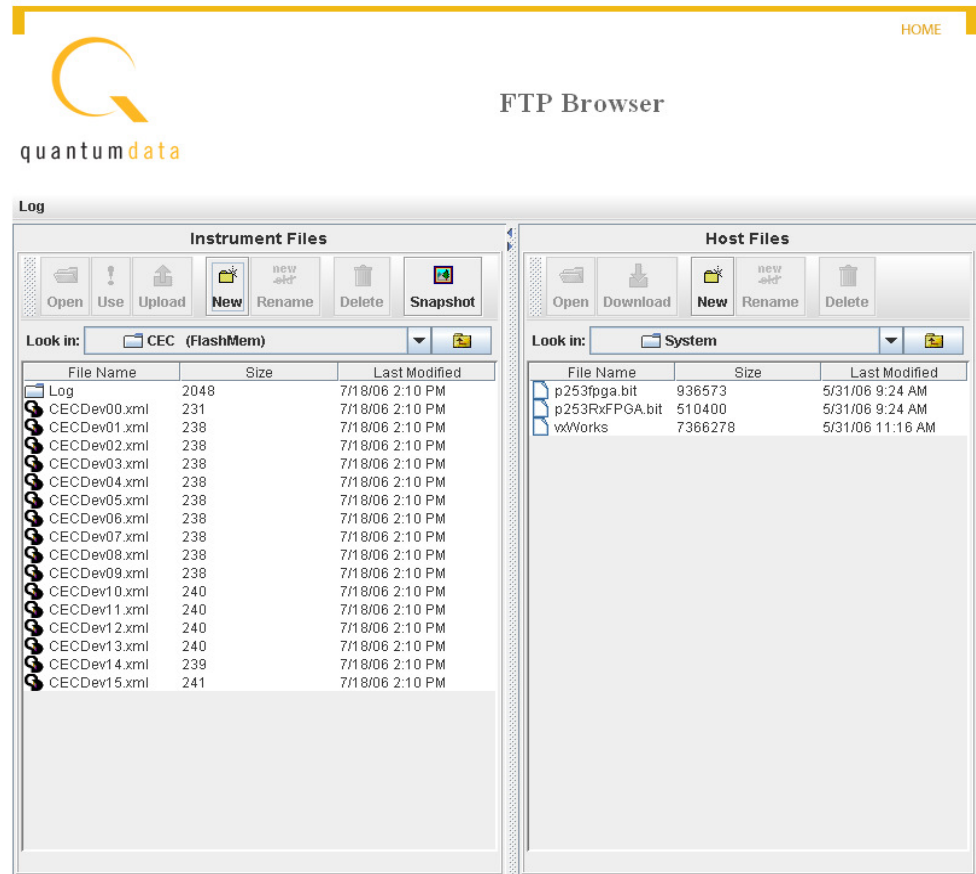 HOME
FTP Browser
quantumdata
Log
Instrument Files
Open Use Upload New new old Rename Delete Snapshot
Look in: CEC (FlashMem)
File Name Size Last Modified
Log 2048 7/18/06 2:10 PM
CECDev00.xml 231 7/18/06 2:10 PM
CECDev01.xml 238 7/18/06 2:10 PM
CECDev02.xml 238 7/18/06 2:10 PM
CECDev03.xml 238 7/18/06 2:10 PM
CECDev04.xml 238 7/18/06 2:10 PM
CECDev05.xml 238 7/18/06 2:10 PM
CECDev06.xml 238 7/18/06 2:10 PM
CECDev07.xml 238 7/18/06 2:10 PM
CECDev08.xml 238 7/18/06 2:10 PM
CECDev09.xml 238 7/18/06 2:10 PM
CECDev10.xml 240 7/18/06 2:10 PM
CECDev11.xml 240 7/18/06 2:10 PM
CECDev12.xml 240 7/18/06 2:10 PM
CECDev13.xml 240 7/18/06 2:10 PM
CECDev14.xml 239 7/18/06 2:10 PM
CECDev15.xml 241 7/18/06 2:10 PM
Host Files
Open Download New new old Rename Delete
Look in: System
File Name Size Last Modified
p253fpga.bit 936573 5/31/06 9:24 AM
p253RxFPGA.bit 510400 5/31/06 9:24 AM
vxWorks 7366278 5/31/06 11:16 AM